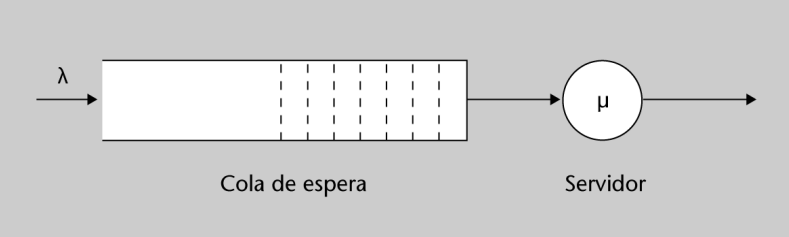 λ
μ
Cola de espera
Servidor